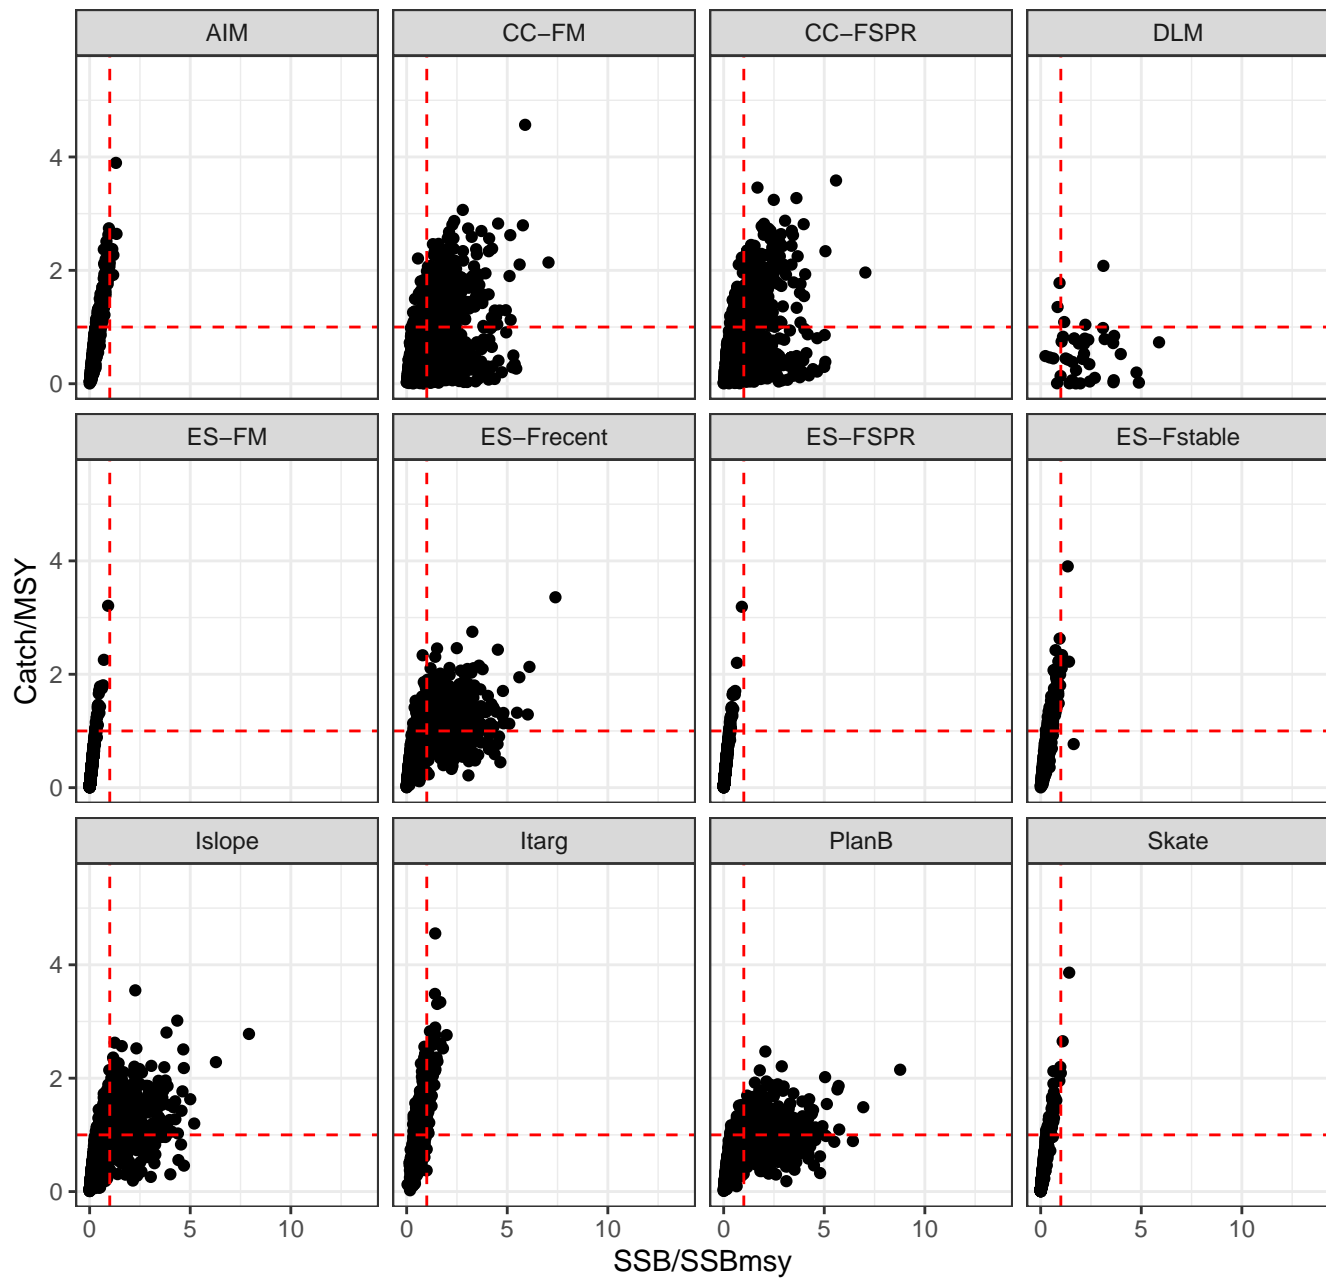 AIM CC−FM CC−FSPR DLM
4
2
0
ES−FM ES−Frecent ES−FSPR ES−Fstable
4
2
0
Islope Itarg PlanB Skate
4
2
0
0 5 10 0 5 10 0 5 10 0 5 10
SSB/SSBmsy
Catch/MSY